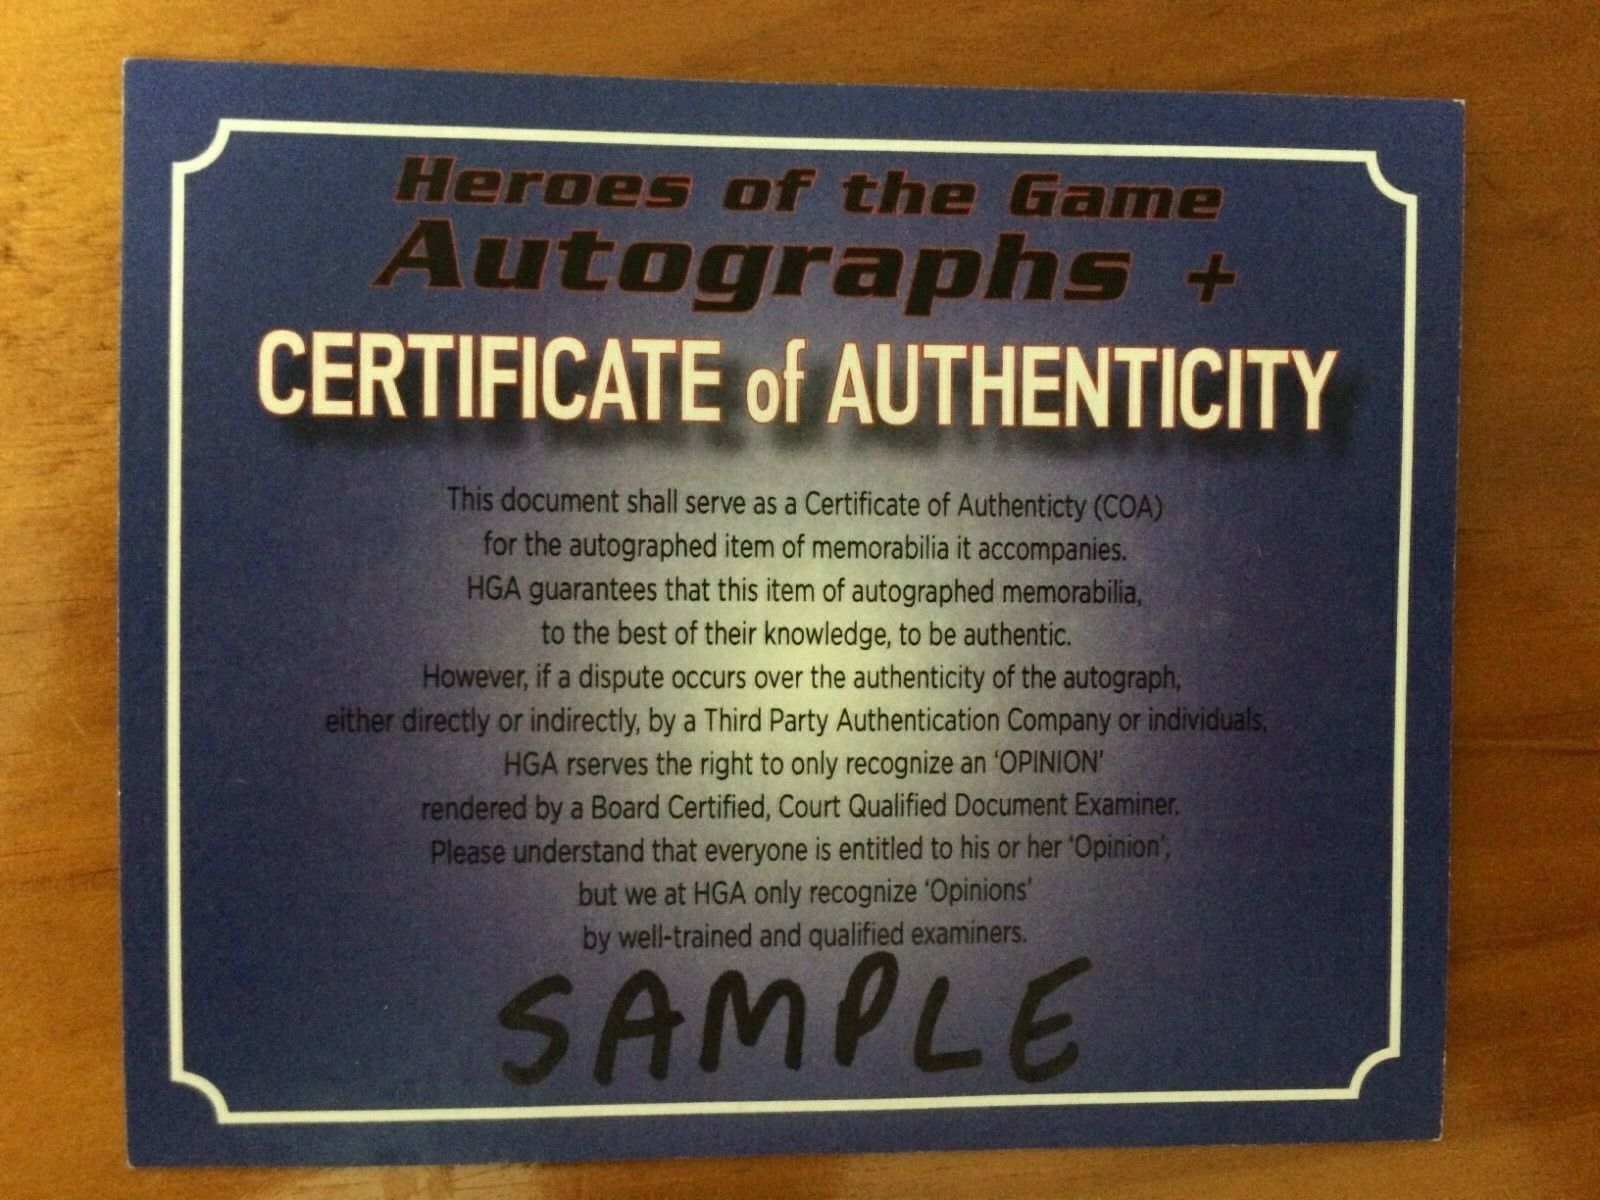 Heroes of the Game
Autographs +
CERTIFICATE of AUTHENTICITY
This document shall serve as a Certificate of Authenticty (COA)
for the autographed item of memorabilia it accompanies.
HGA guarantees that this item of autographed memorabilia,
to the best of their knowledge, to be authentic.
However, if a dispute occurs over the authenticity of the autograph,
either directly or indirectly, by a Third Party Authentication Company or individuals,
HGA rserves the right to only recognize an ‘OPINION’
rendered by a Board Certified, Court Qualified Document Examiner.
Please understand that everyone is entitled to his or her ‘Opinion’,
but we at HGA only recognize ‘Opinions’
by well-trained and qualified examiners.
SAMPLE